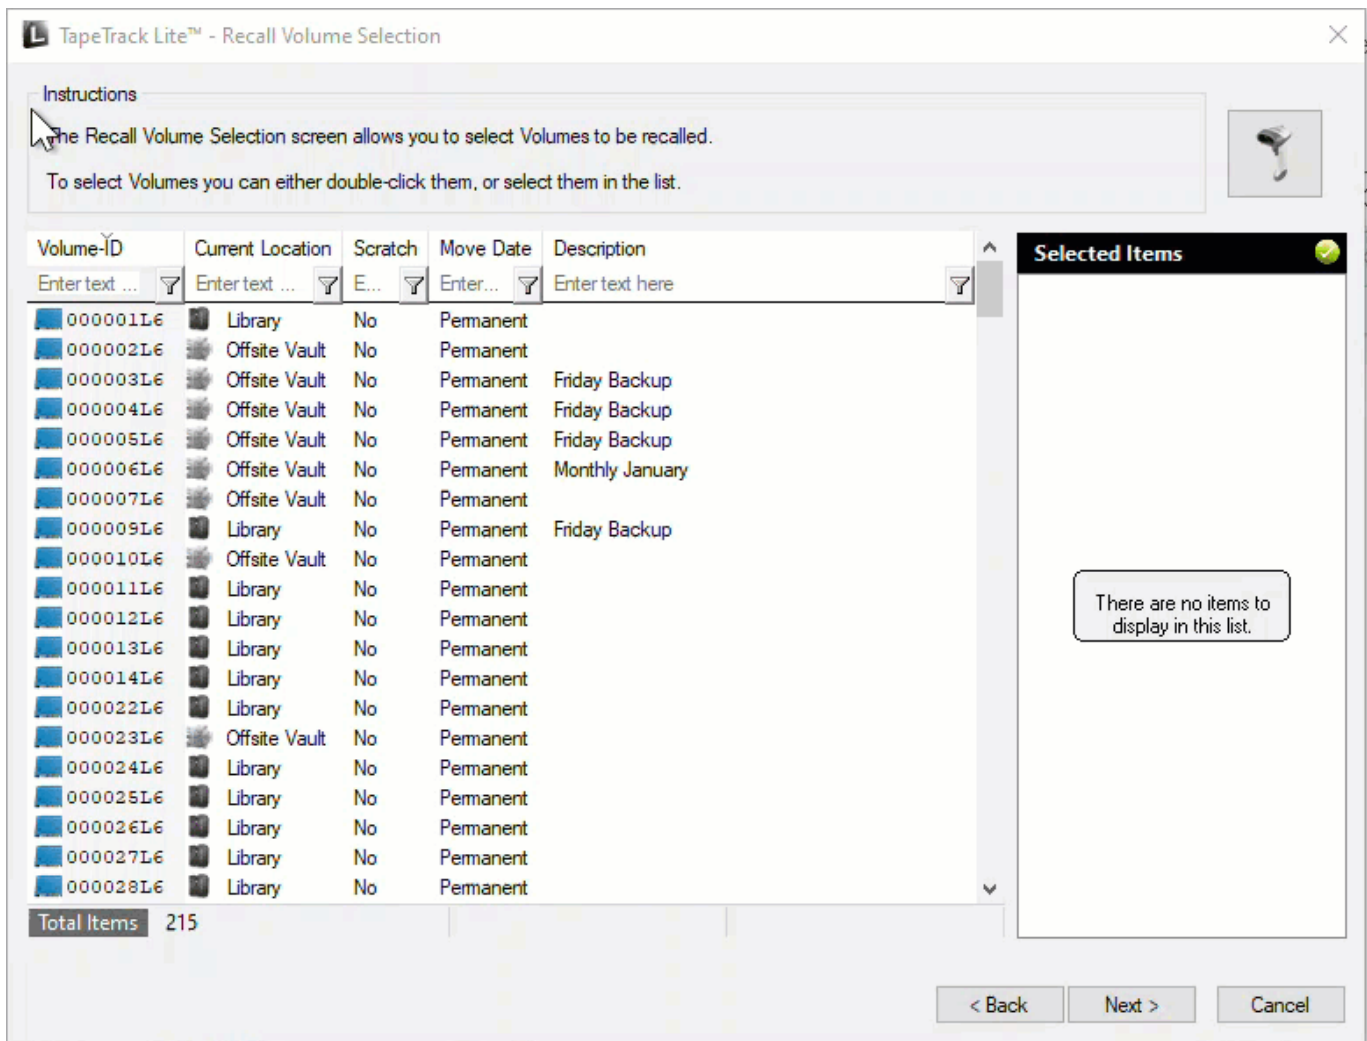 TapeTrack Lite™ - Recall Volume Selection
Instructions
The Recall Volume Selection screen allows you to select Volumes to be recalled.
To select Volumes you can either double-click them, or select them in the list.
Volume-ID Current Location Scratch Move Date Description
Enter text ... Enter text ... E... Enter... Enter text here
000001L6 Library No Permanent
000002L6 Offsite Vault No Permanent
000003L6 Offsite Vault No Permanent Friday Backup
000004L6 Offsite Vault No Permanent Friday Backup
000005L6 Offsite Vault No Permanent Friday Backup
000006L6 Offsite Vault No Permanent Monthly January
000007L6 Offsite Vault No Permanent
000009L6 Library No Permanent Friday Backup
000010L6 Offsite Vault No Permanent
000011L6 Library No Permanent
000012L6 Library No Permanent
000013L6 Library No Permanent
000014L6 Library No Permanent
000022L6 Library No Permanent
000023L6 Offsite Vault No Permanent
000024L6 Library No Permanent
000025L6 Library No Permanent
000026L6 Library No Permanent
000027L6 Library No Permanent
000028L6 Library No Permanent
Total Items 215
Selected Items
There are no items to
display in this list.
< Back Next > Cancel